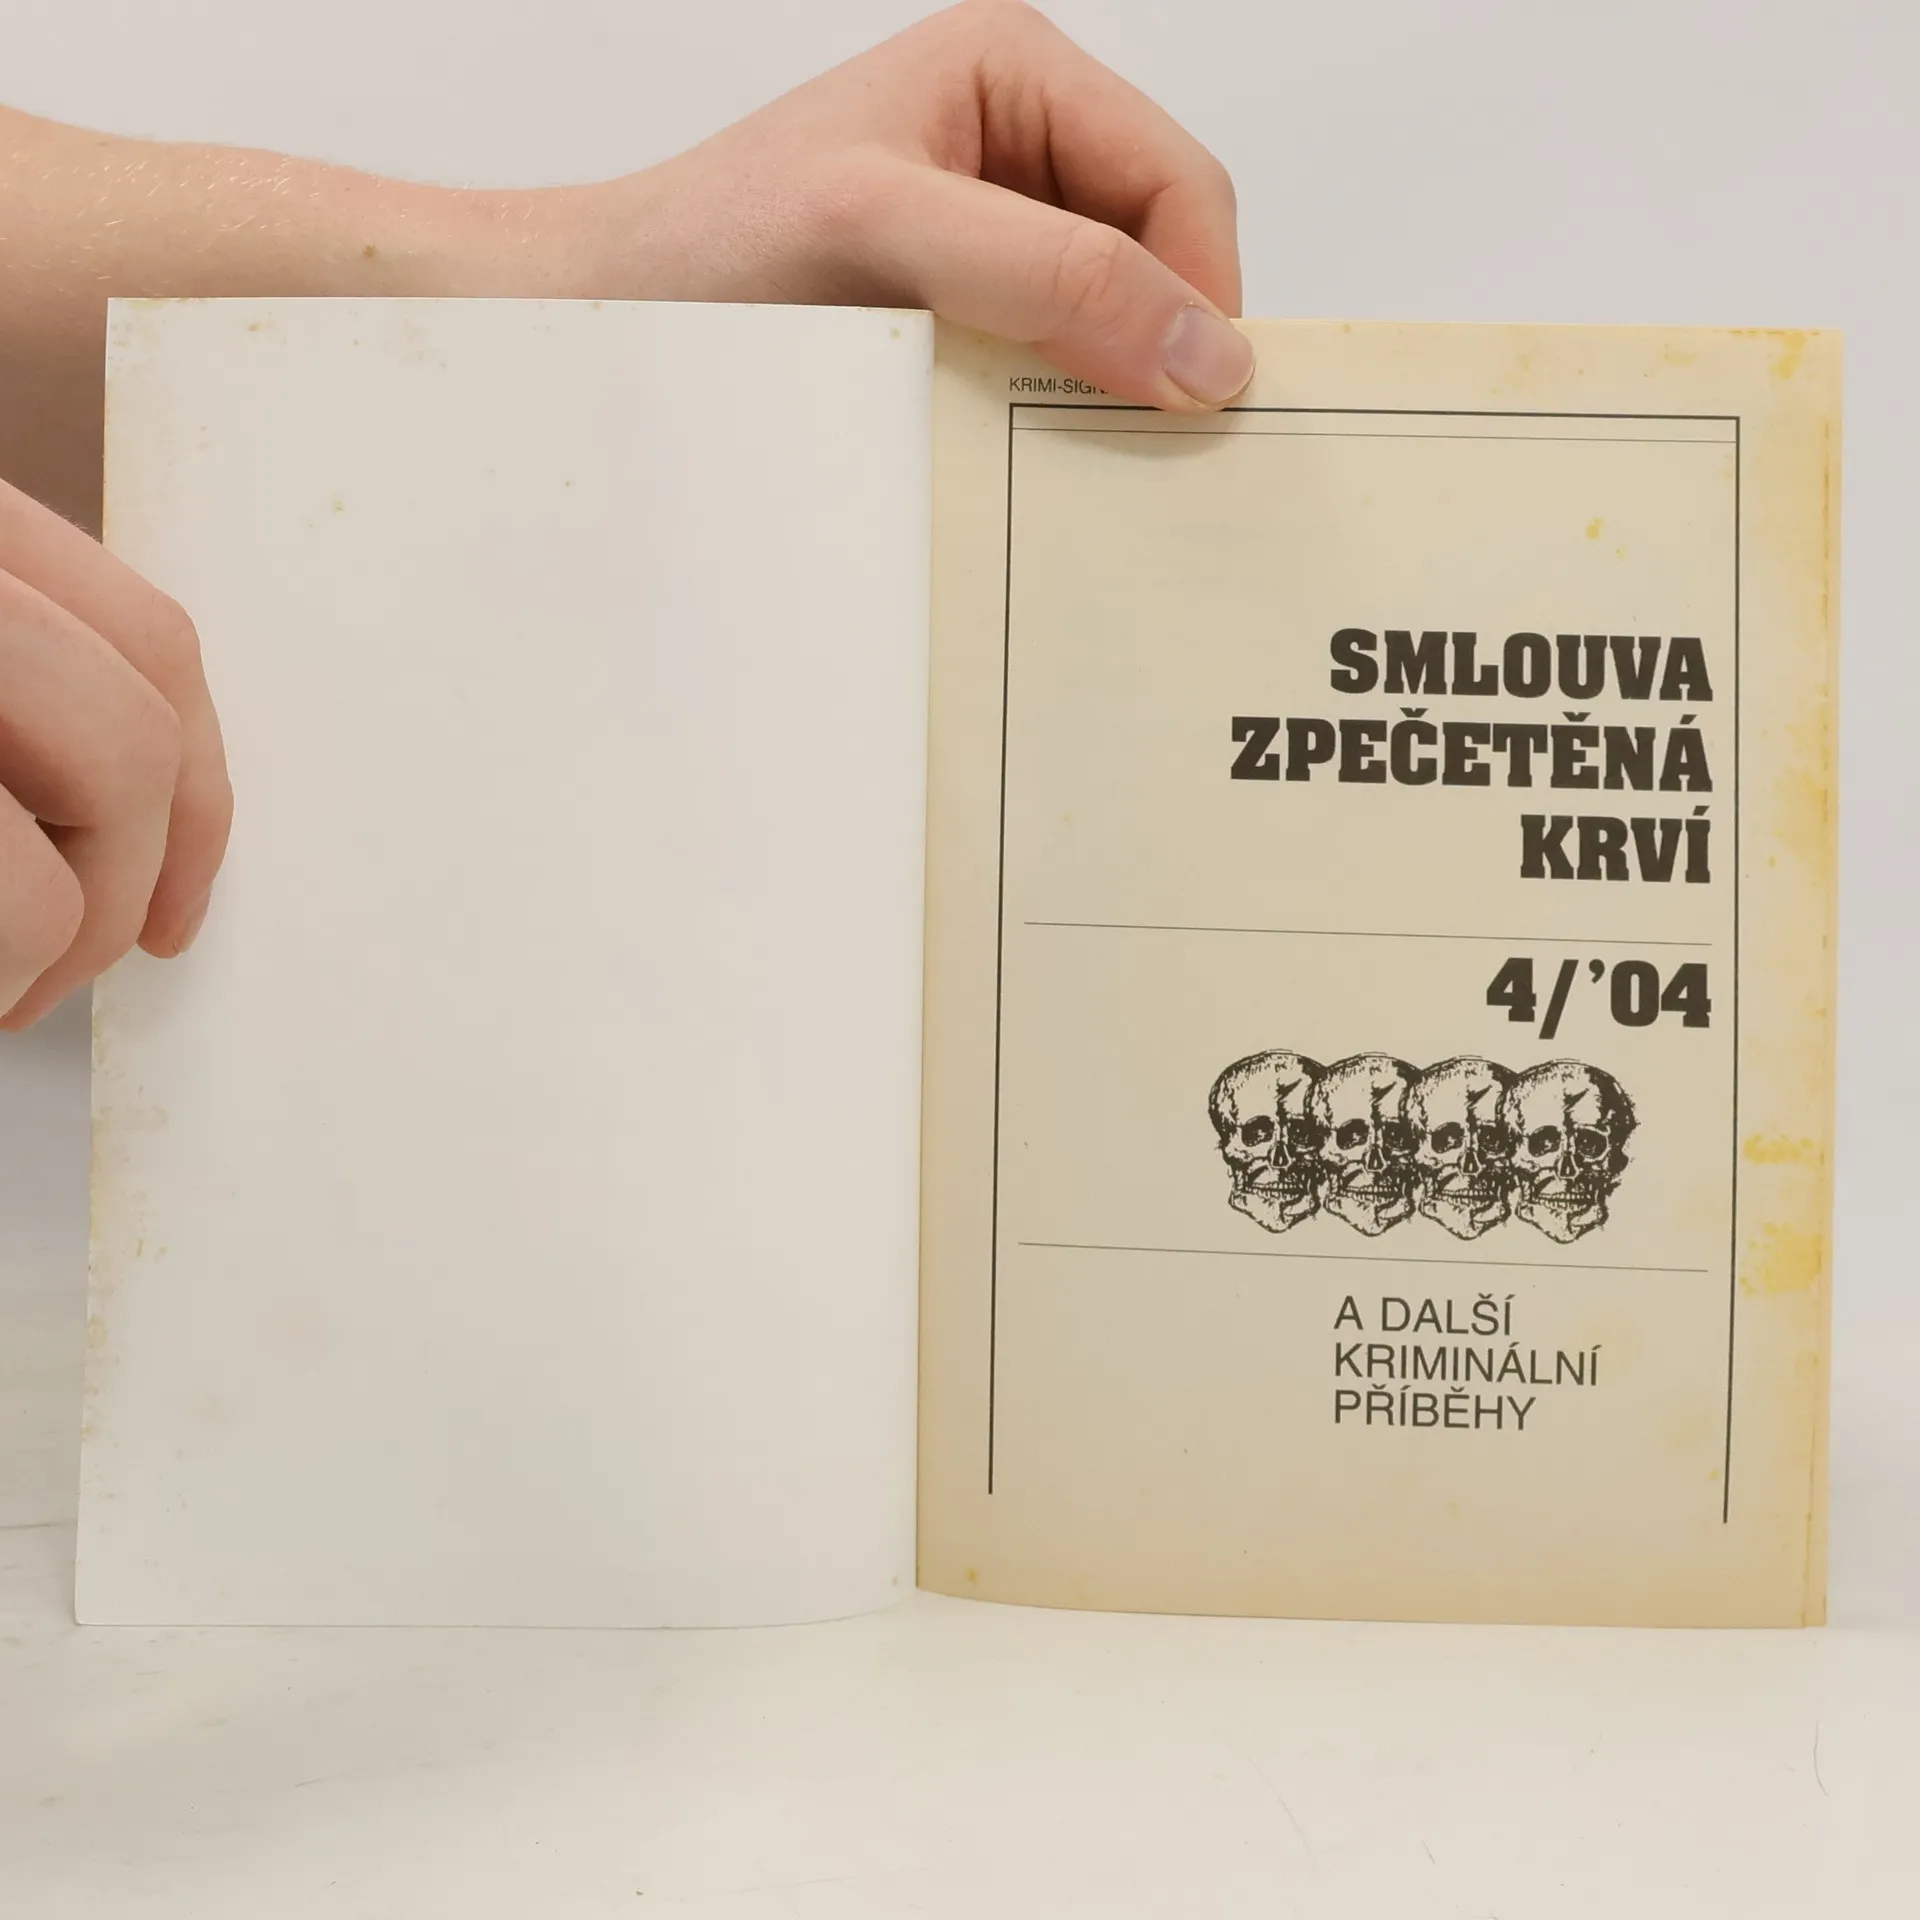 SMLOUVA
ZPEČETĚNÁ
KRVÍ
4/’04
A DALŠÍ
KRIMINÁLNÍ
PŘÍBĚHY